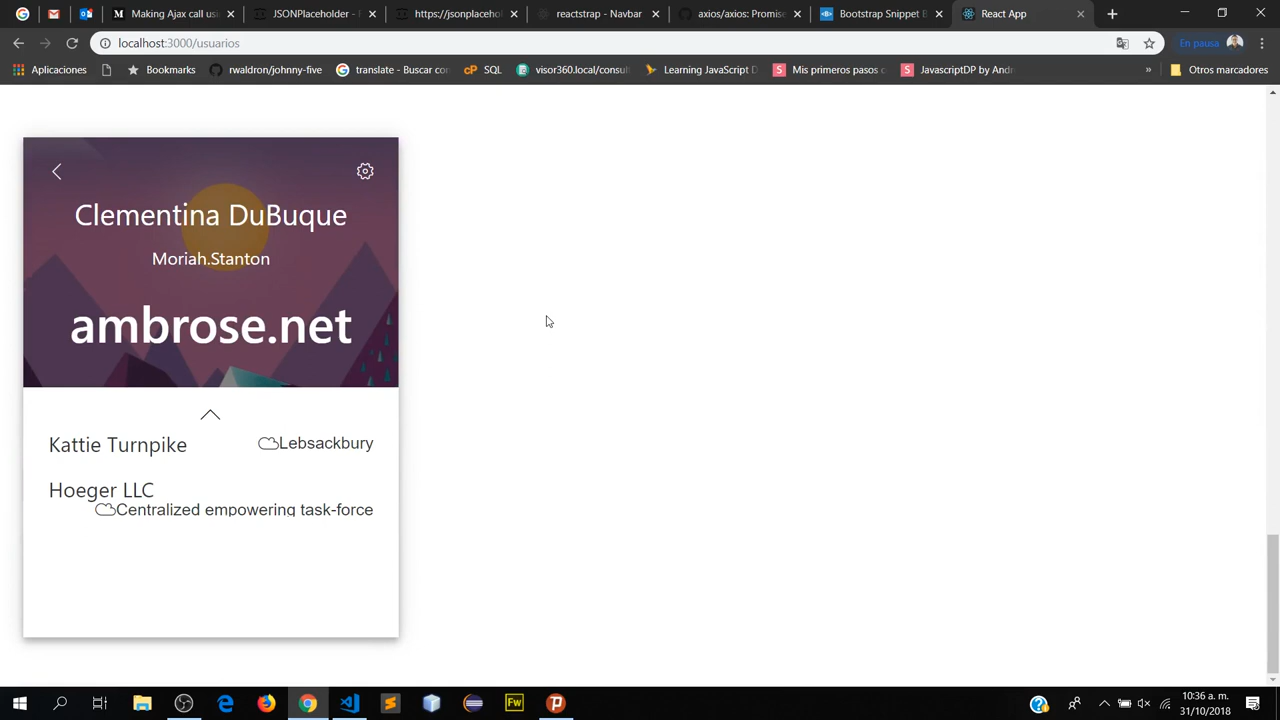 Making Ajax call usin
JSONPlaceholder - F
https://jsonplacehol
reactstrap - Navbar
axios/axios: Promise
Bootstrap Snippet B
React App
localhost:3000/usuarios
En pausa
Aplicaciones
Bookmarks
rwaldron/johnny-five
translate - Buscar con
SQL
visor360.local/consul
Learning JavaScript D
Mis primeros pasos c
JavascriptDP by Andr
»
Otros marcadores
Clementina DuBuque
Moriah.Stanton
ambrose.net
Kattie Turnpike
Lebsackbury
Hoeger LLC
Centralized empowering task-force
10:36 a. m.
31/10/2018